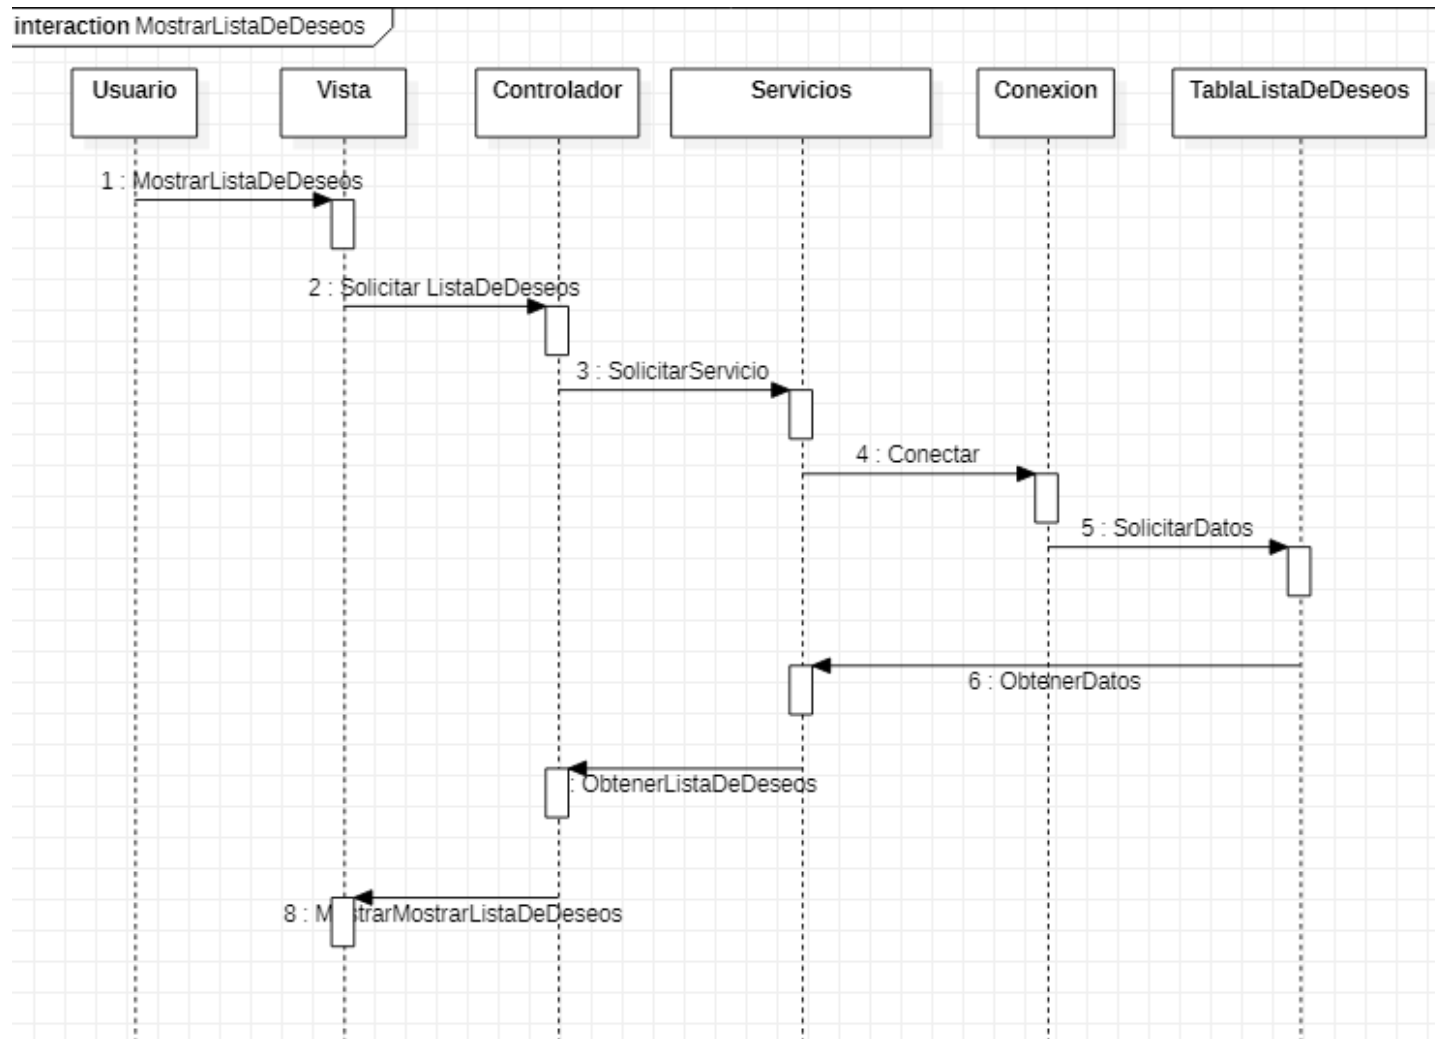 interaction MostrarListaDeDeseos
Usuario
Vista
Controlador
Servicios
Conexion
TablaListaDeDeseos
1 : MostrarListaDeDeseos
2 : Solicitar ListaDeDeseos
3 : SolicitarServicio
4 : Conectar
5 : SolicitarDatos
6 : ObtenerDatos
: ObtenerListaDeDeseos
8 : MostrarMostrarListaDeDeseos